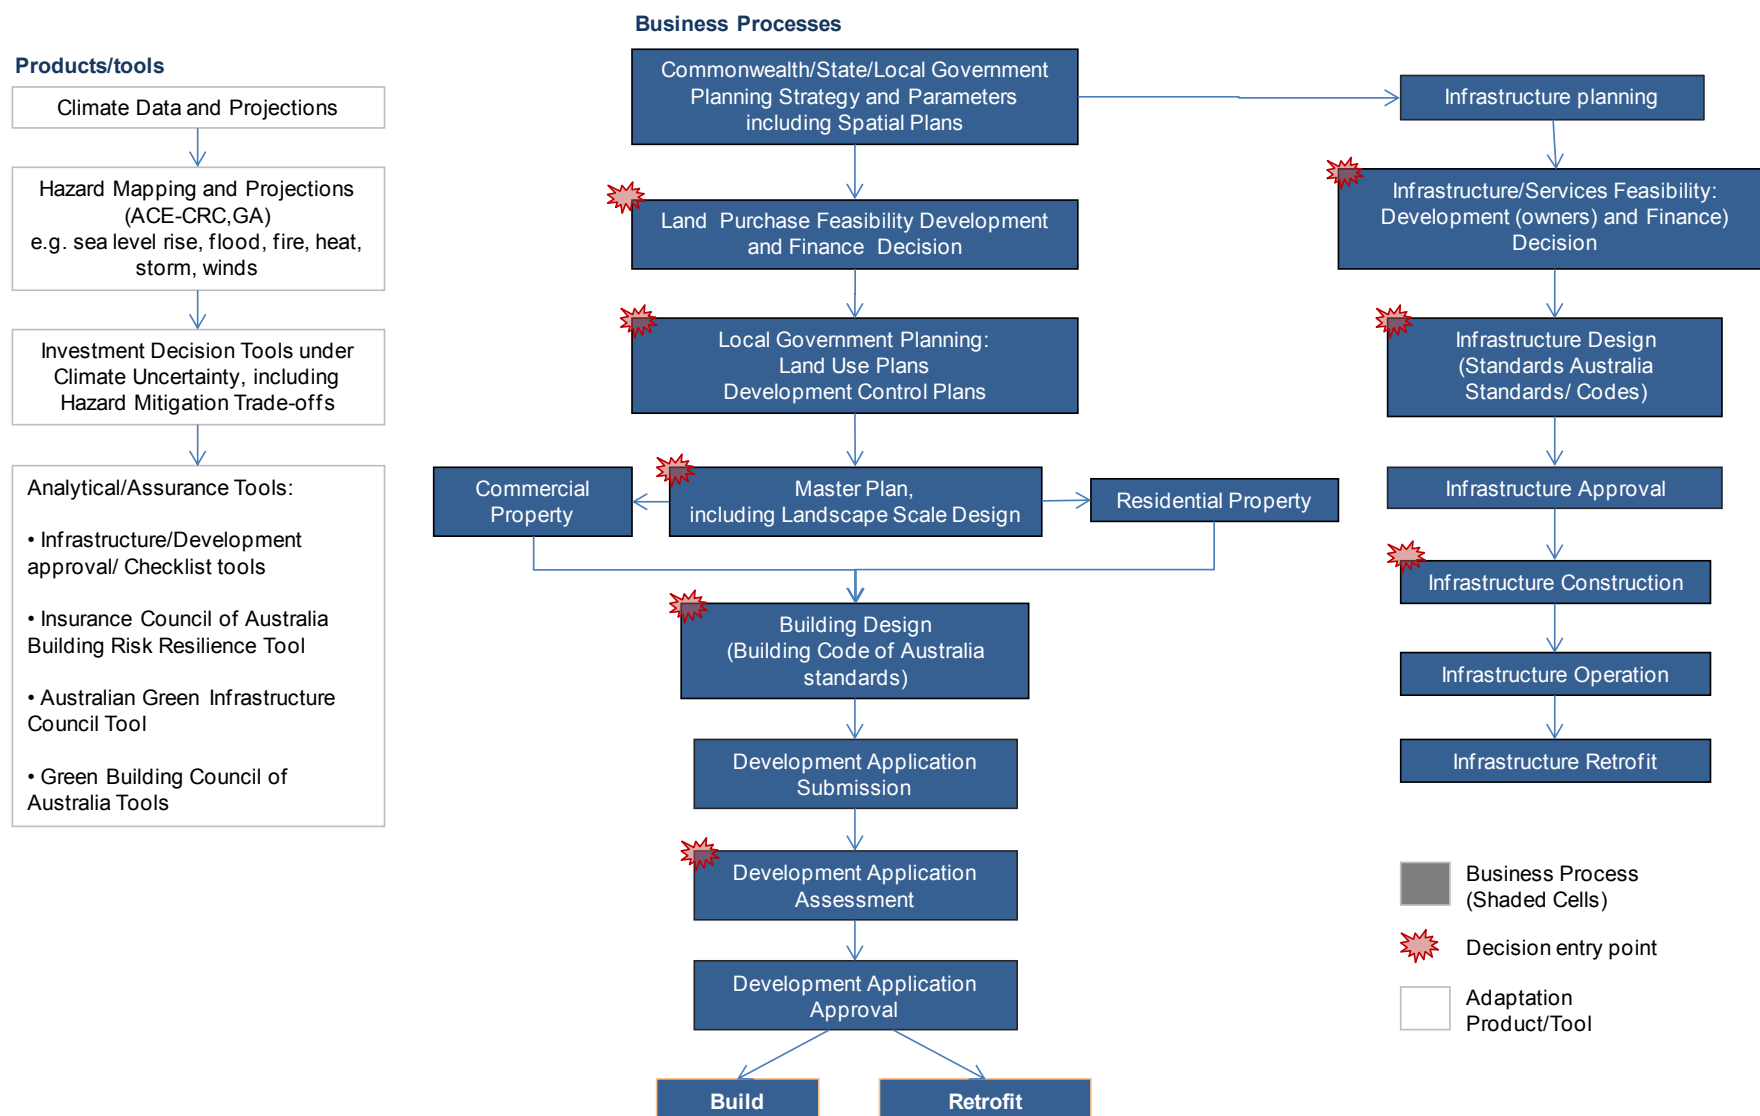 Business Processes
Products/tools
Climate Data and Projections
Hazard Mapping and Projections
(ACE-CRC,GA)
e.g. sea level rise, flood, fire, heat,
storm, winds
Investment Decision Tools under
Climate Uncertainty, including
Hazard Mitigation Trade-offs
Analytical/Assurance Tools:
• Infrastructure/Development
approval/ Checklist tools
• Insurance Council of Australia
Building Risk Resilience Tool
• Australian Green Infrastructure
Council Tool
• Green Building Council of
Australia Tools
Commonwealth/State/Local Government
Planning Strategy and Parameters
including Spatial Plans
Land Purchase Feasibility Development
and Finance Decision
Local Government Planning:
Land Use Plans
Development Control Plans
Commercial
Property
Master Plan,
including Landscape Scale Design
Residential Property
Building Design
(Building Code of Australia
standards)
Development Application
Submission
Development Application
Assessment
Development Application
Approval
Build
Retrofit
Infrastructure planning
Infrastructure/Services Feasibility:
Development (owners) and Finance)
Decision
Infrastructure Design
(Standards Australia
Standards/ Codes)
Infrastructure Approval
Infrastructure Construction
Infrastructure Operation
Infrastructure Retrofit
Business Process
(Shaded Cells)
Decision entry point
Adaptation
Product/Tool